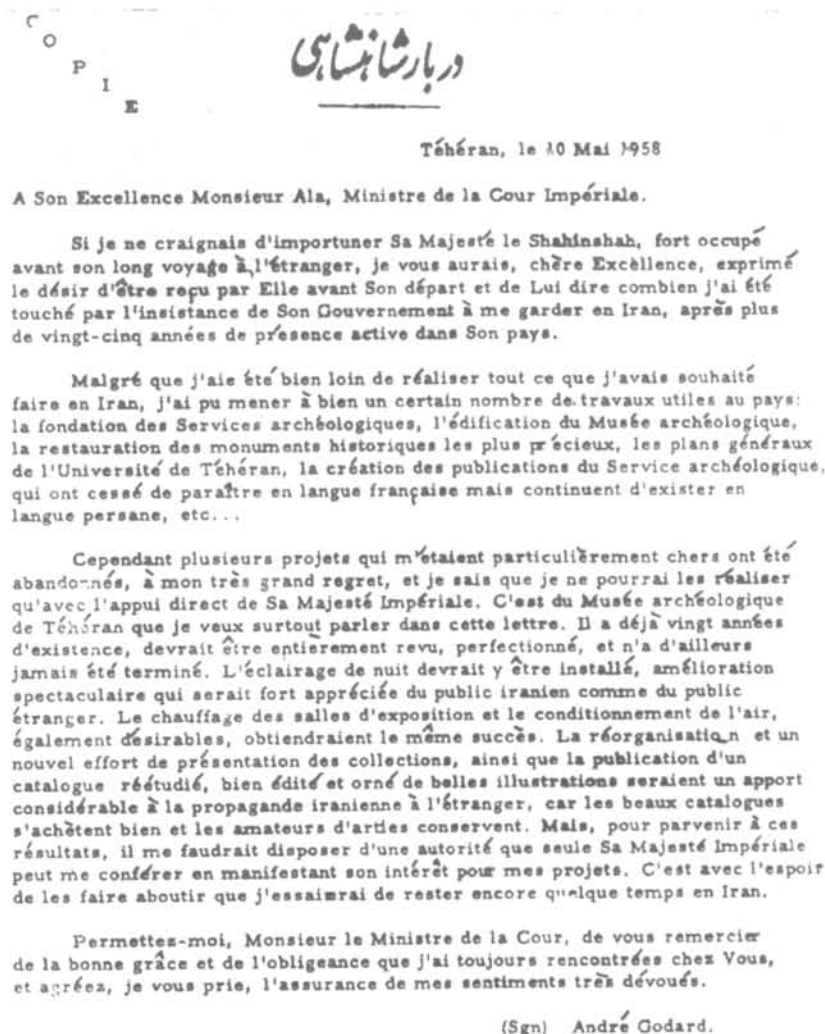 COPIE
دربار شاهنشاهی
Téhéran, le 10 Mai 1958
A Son Excellence Monsieur Ala, Ministre de la Cour Impériale.
Si je ne craignais d'importuner Sa Majesté le Shahinshah, fort occupé
avant son long voyage à l'étranger, je vous aurais, chère Excèllence, exprimé
le désir d'être reçu par Elle avant Son départ et de Lui dire combien j'ai été
touché par l'insistance de Son Gouvernement à me garder en Iran, après plus
de vingt-cinq années de présence active dans Son pays.
Malgré que j'aie été bien loin de réaliser tout ce que j'avais souhaité
faire en Iran, j'ai pu mener à bien un certain nombre de travaux utiles au pays:
la fondation des Services archéologiques, l'édification du Musée archéologique,
la restauration des monuments historiques les plus précieux, les plans généraux
de l'Université de Téhéran, la création des publications du Service archéologique,
qui ont cessé de paraître en langue française mais continuent d'exister en
langue persane, etc...
Cependant plusieurs projets qui m'étaient particulièrement chers ont été
abandonnés, à mon très grand regret, et je sais que je ne pourrai les réaliser
qu'avec l'appui direct de Sa Majesté Impériale. C'est du Musée archéologique
de Téhéran que je veux surtout parler dans cette lettre. Il a déjà vingt années
d'existence, devrait être entièrement revu, perfectionné, et n'a d'ailleurs
jamais été terminé. L'éclairage de nuit devrait y être installé, amélioration
spectaculaire qui serait fort appréciée du public iranien comme du public
étranger. Le chauffage des salles d'exposition et le conditionnement de l'air,
également désirables, obtiendraient le même succès. La réorganisation et un
nouvel effort de présentation des collections, ainsi que la publication d'un
catalogue réétudié, bien édité et orné de belles illustrations seraient un apport
considérable à la propagande iranienne à l'étranger, car les beaux catalogues
s'achètent bien et les amateurs d'arties conservent. Mais, pour parvenir à ces
résultats, il me faudrait disposer d'une autorité que seule Sa Majesté Impériale
peut me conférer en manifestant son intérêt pour mes projets. C'est avec l'espoir
de les faire aboutir que j'essaierai de rester encore quelque temps en Iran.
Permettez-moi, Monsieur le Ministre de la Cour, de vous remercier
de la bonne grâce et de l'obligeance que j'ai toujours rencontrées chez Vous,
et agréez, je vous prie, l'assurance de mes sentiments très dévoués.
(Sgn) André Godard.